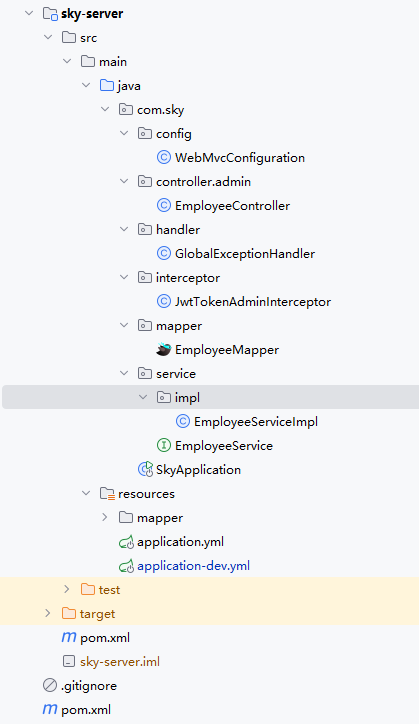 sky-server
src
main
java
com.sky
config
WebMvcConfiguration
controller.admin
EmployeeController
handler
GlobalExceptionHandler
interceptor
JwtTokenAdminInterceptor
mapper
EmployeeMapper
service
impl
EmployeeServiceImpl
EmployeeService
SkyApplication
resources
mapper
application.yml
application-dev.yml
test
target
pom.xml
sky-server.iml
.gitignore
pom.xml